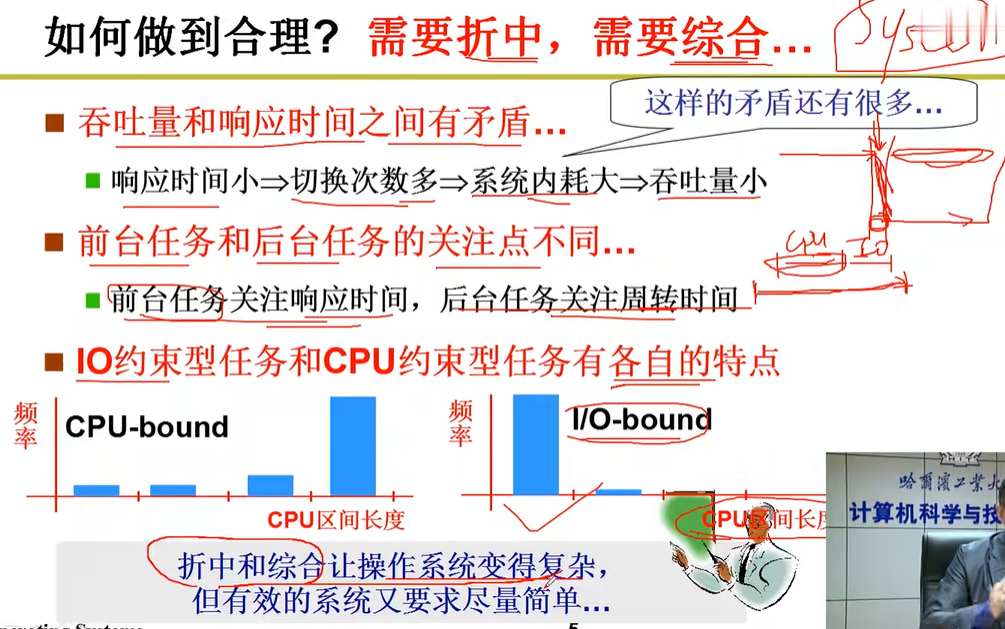 如何做到合理? 需要折中，需要综合...
System
吞吐量和响应时间之间有矛盾...
这样的矛盾还有很多...
响应时间小⇒切换次数多⇒系统内耗大⇒吞吐量小
前台任务和后台任务的关注点不同...
CPU IO
前台任务关注响应时间，后台任务关注周转时间
IO约束型任务和CPU约束型任务有各自的特点
频率
CPU-bound
CPU区间长度
频率
I/O-bound
CPU区间长
哈尔滨工业大
计算机科学与技
折中和综合让操作系统变得复杂，
但有效的系统又要求尽量简单...
5